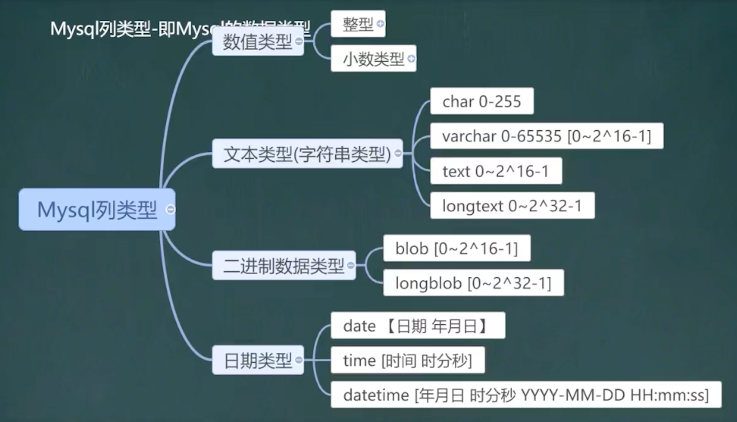 Mysql列类型-即Mysql的数据类型
数值类型
整型
小数类型
文本类型(字符串类型)
char 0-255
varchar 0-65535 [0~2^16-1]
text 0~2^16-1
longtext 0~2^32-1
Mysql列类型
二进制数据类型
blob [0~2^16-1]
longblob [0~2^32-1]
日期类型
date 【日期 年月日】
time [时间 时分秒]
datetime [年月日 时分秒 YYYY-MM-DD HH:mm:ss]